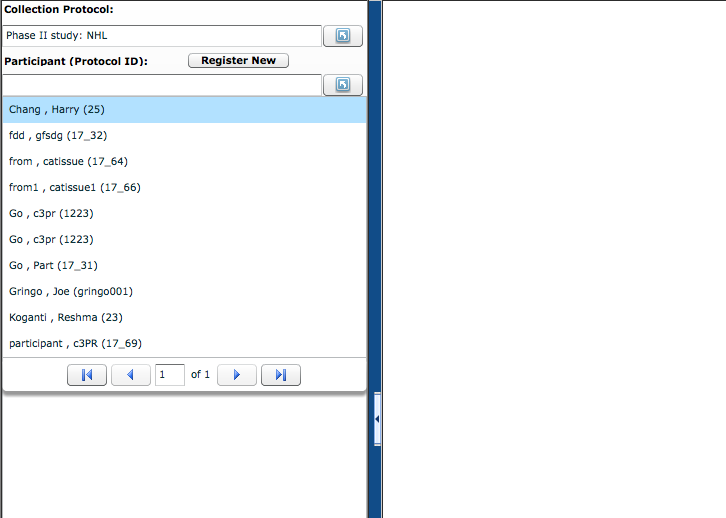 Collection Protocol:
Phase II study: NHL
Participant (Protocol ID): Register New
Chang , Harry (25)
fdd , gfsdg (17_32)
from , catissue (17_64)
from1 , catissue1 (17_66)
Go , c3pr (1223)
Go , c3pr (1223)
Go , Part (17_31)
Gringo , Joe (gringo001)
Koganti , Reshma (23)
participant , c3PR (17_69)
1 of 1